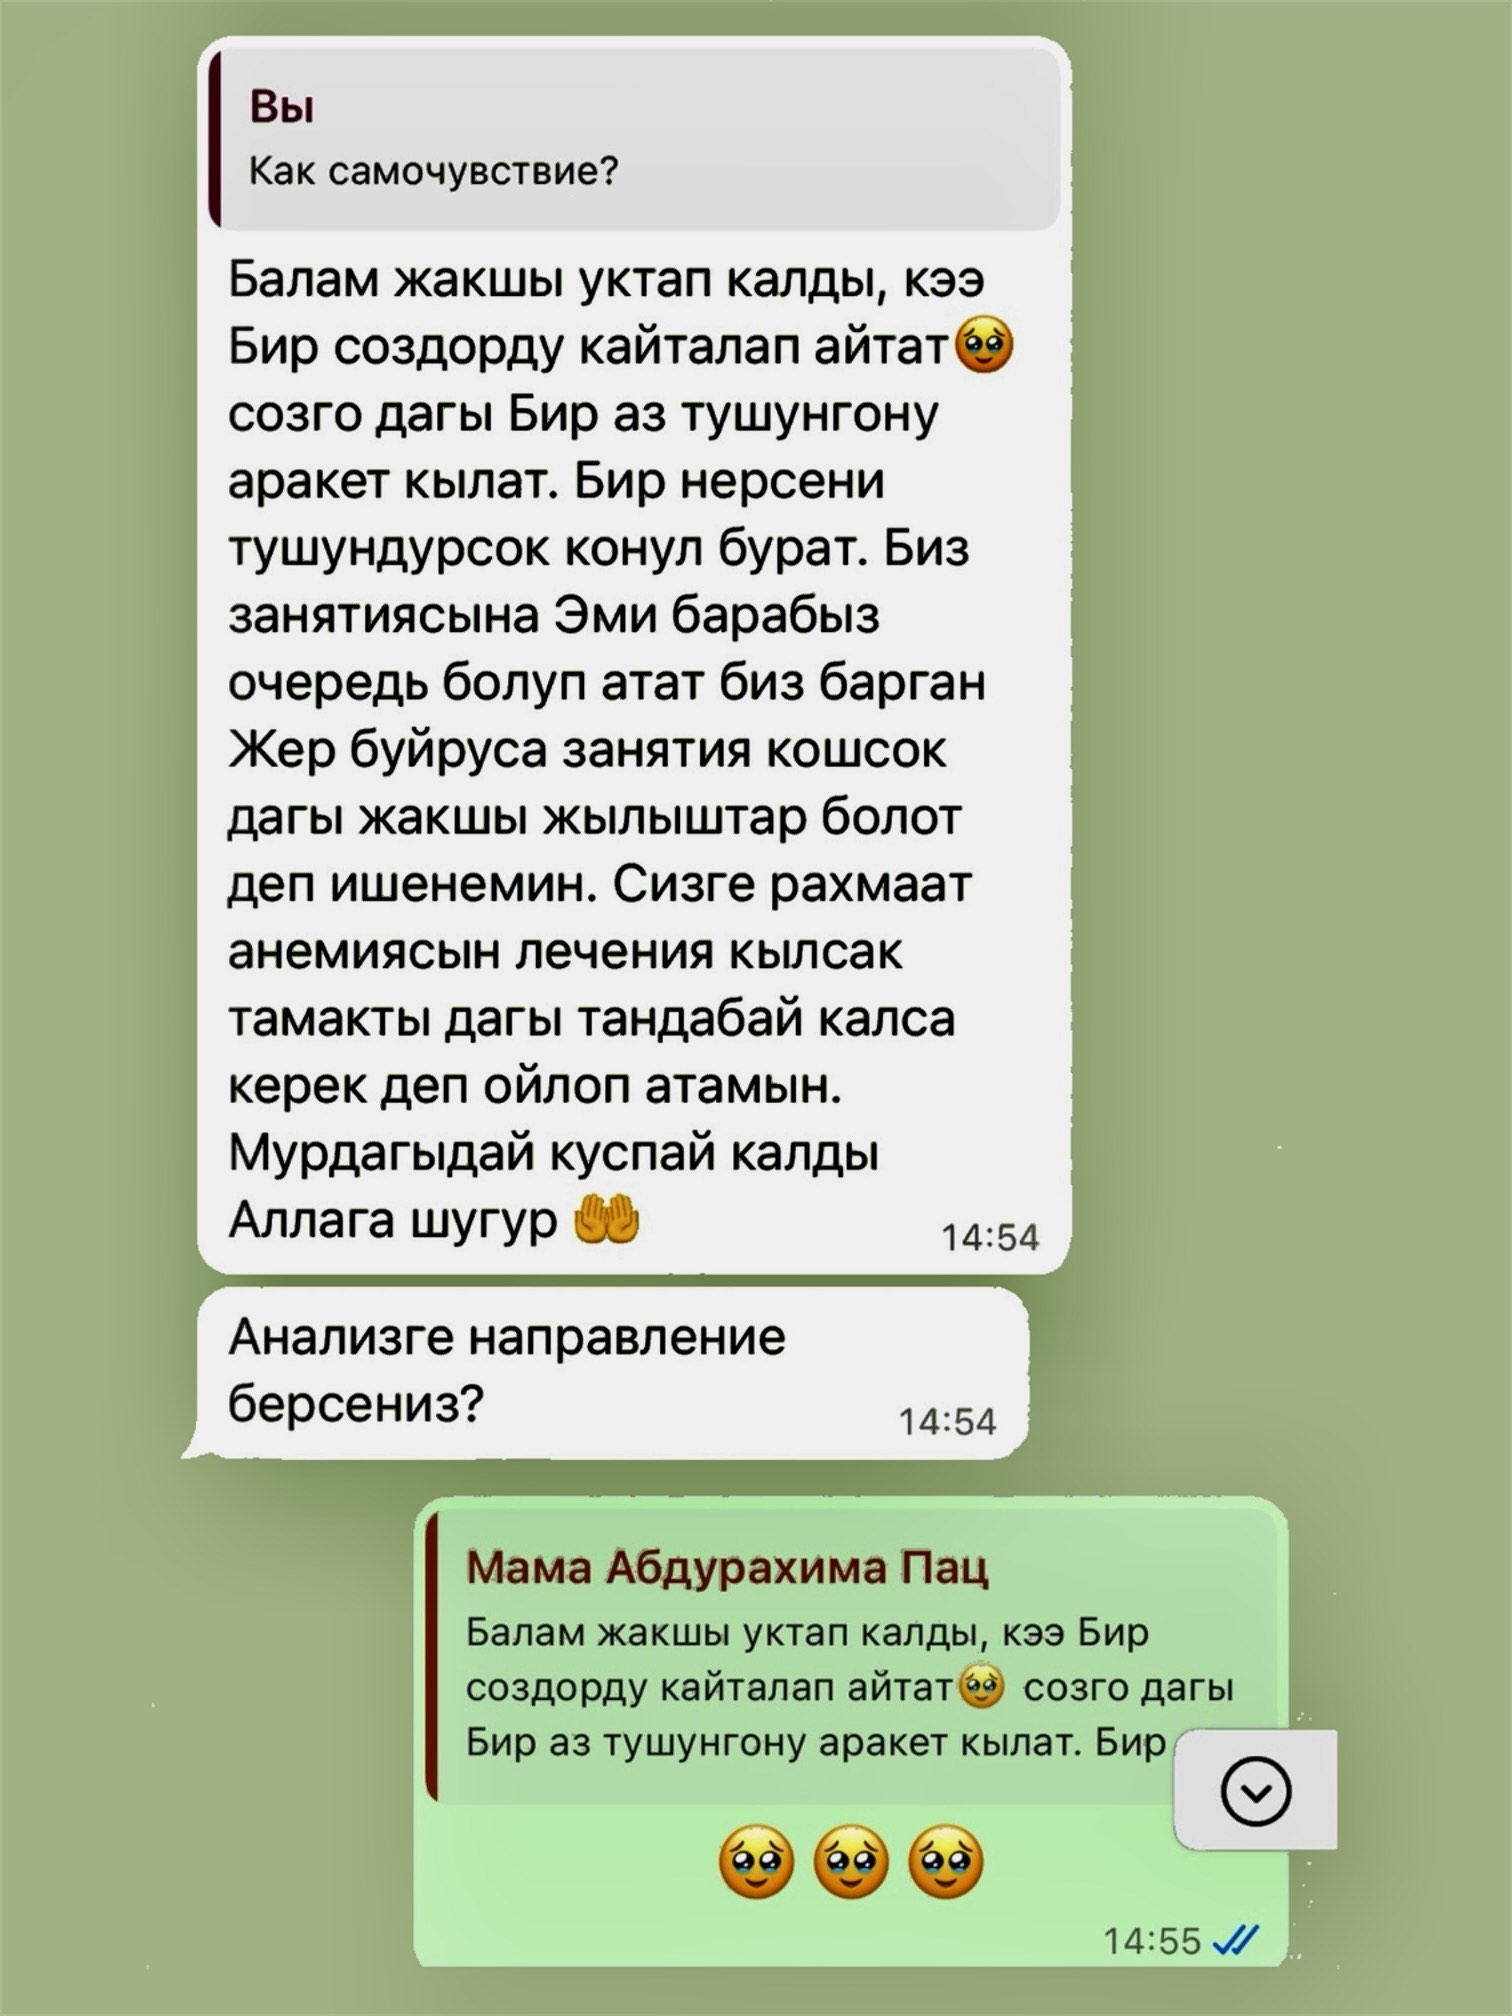 Вы
Как самочувствие?
Балам жакшы уктап калды, кээ
Бир создорду кайталап айтат🥹
созго дагы Бир аз тушунгону
аракет кылат. Бир нерсени
тушундурсок конул бурат. Биз
занятиясына Эми барабыз
очередь болуп атат биз барган
Жер буйруса занятия кошсок
дагы жакшы жылыштар болот
деп ишенемин. Сизге рахмаат
анемиясын лечения кылсак
тамакты дагы тандабай калса
керек деп ойлоп атамын.
Мурдагыдай куспай калды
Аллага шугур 🤲
14:54
Анализге направление
берсениз?
14:54
Мама Абдурахима Пац
Балам жакшы уктап калды, кээ Бир
создорду кайталап айтат🥹 созго дагы
Бир аз тушунгону аракет кылат. Бир
🥹🥹🥹
14:55